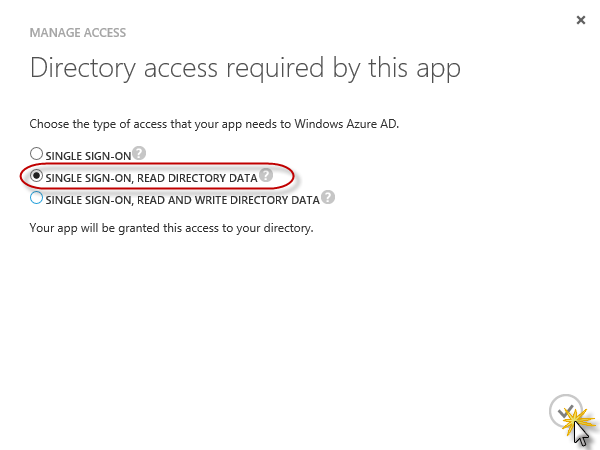 MANAGE ACCESS
Directory access required by this app
Choose the type of access that your app needs to Windows Azure AD.
SINGLE SIGN-ON ?
SINGLE SIGN-ON, READ DIRECTORY DATA ?
SINGLE SIGN-ON, READ AND WRITE DIRECTORY DATA ?
Your app will be granted this access to your directory.